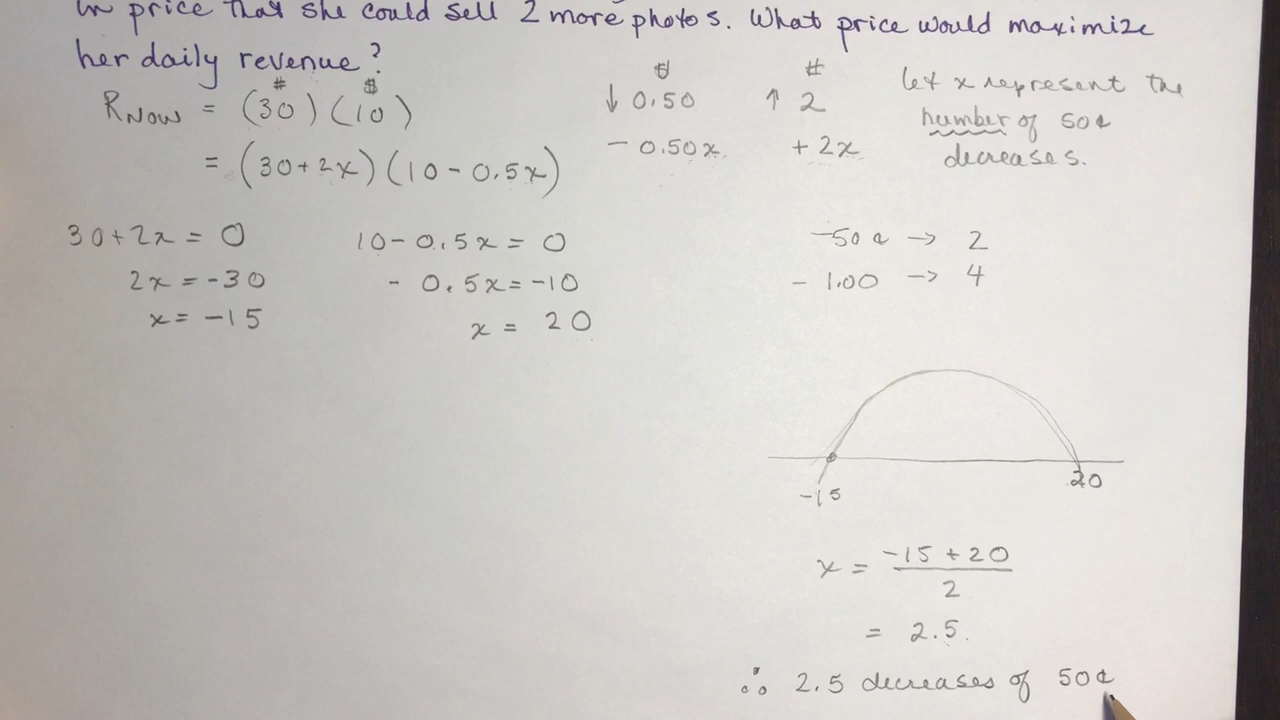 in price that she could sell 2 more photos. What price would maximize
her daily revenue?
# $
R NOW = (30)(10)
= (30+2x)(10-0.5x)
$ #
↓ 0.50 ↑ 2
- 0.50x + 2x
let x represent the
number of 50¢
decreases.
30+2x = 0
2x = -30
x = -15
10-0.5x = 0
- 0.5x = -10
x = 20
-50¢ → 2
- 1.00 → 4
-15 20
x = -15 + 20
2
= 2.5.
∴ 2.5 decreases of 50¢